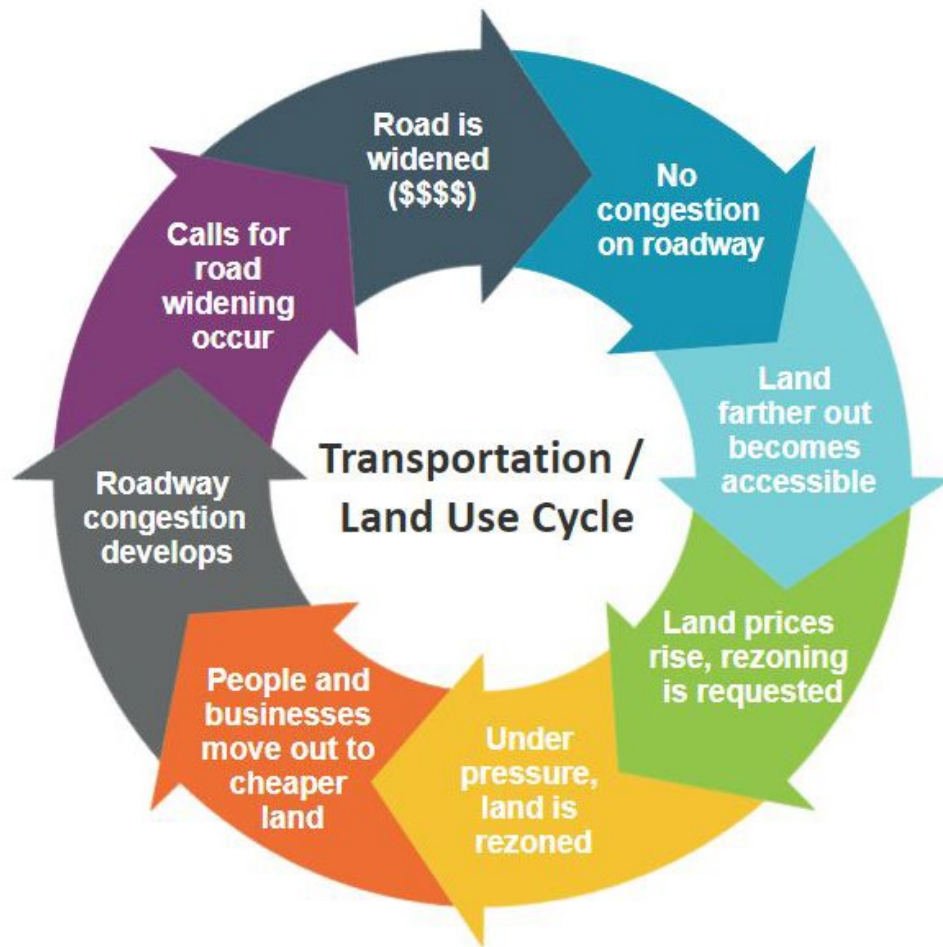 Road is
widened
($$$$)
No
congestion
on roadway
Land
farther out
becomes
accessible
Land prices
rise, rezoning
is requested
Under
pressure,
land is
rezoned
People and
businesses
move out to
cheaper
land
Roadway
congestion
develops
Calls for
road
widening
occur
Transportation /
Land Use Cycle